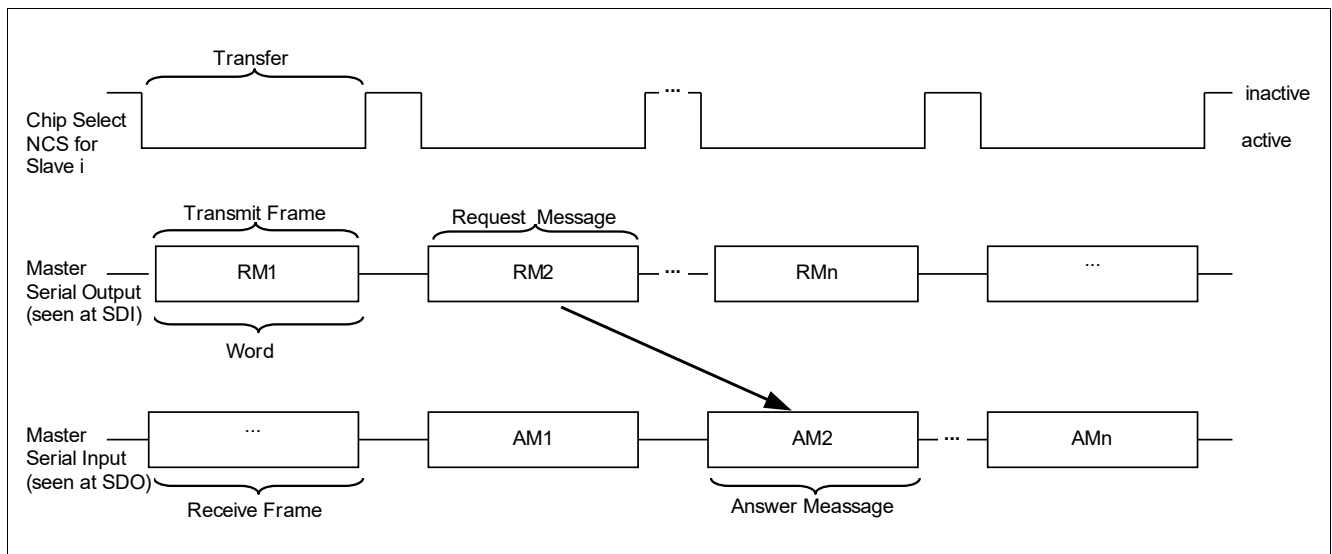 Transfer
...
inactive
Chip Select
NCS for
Slave i
active
Transmit Frame
Request Message
Master
Serial Output
(seen at SDI)
RM1
RM2
...
RMn
...
Word
Master
Serial Input
(seen at SDO)
...
AM1
AM2
...
AMn
Receive Frame
Answer Meassage